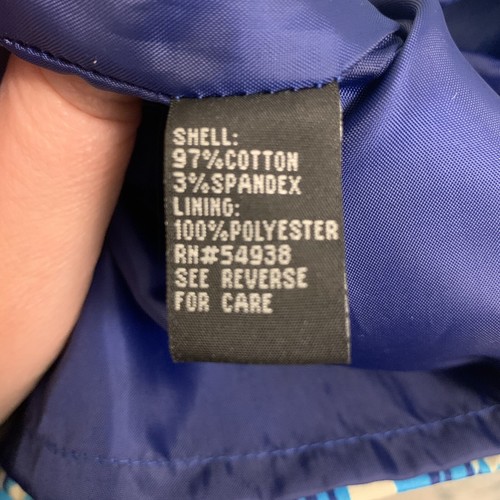 SHELL:
97%COTTON
3%SPANDEX
LINING:
100%POLYESTER
RN#54938
SEE REVERSE
FOR CARE